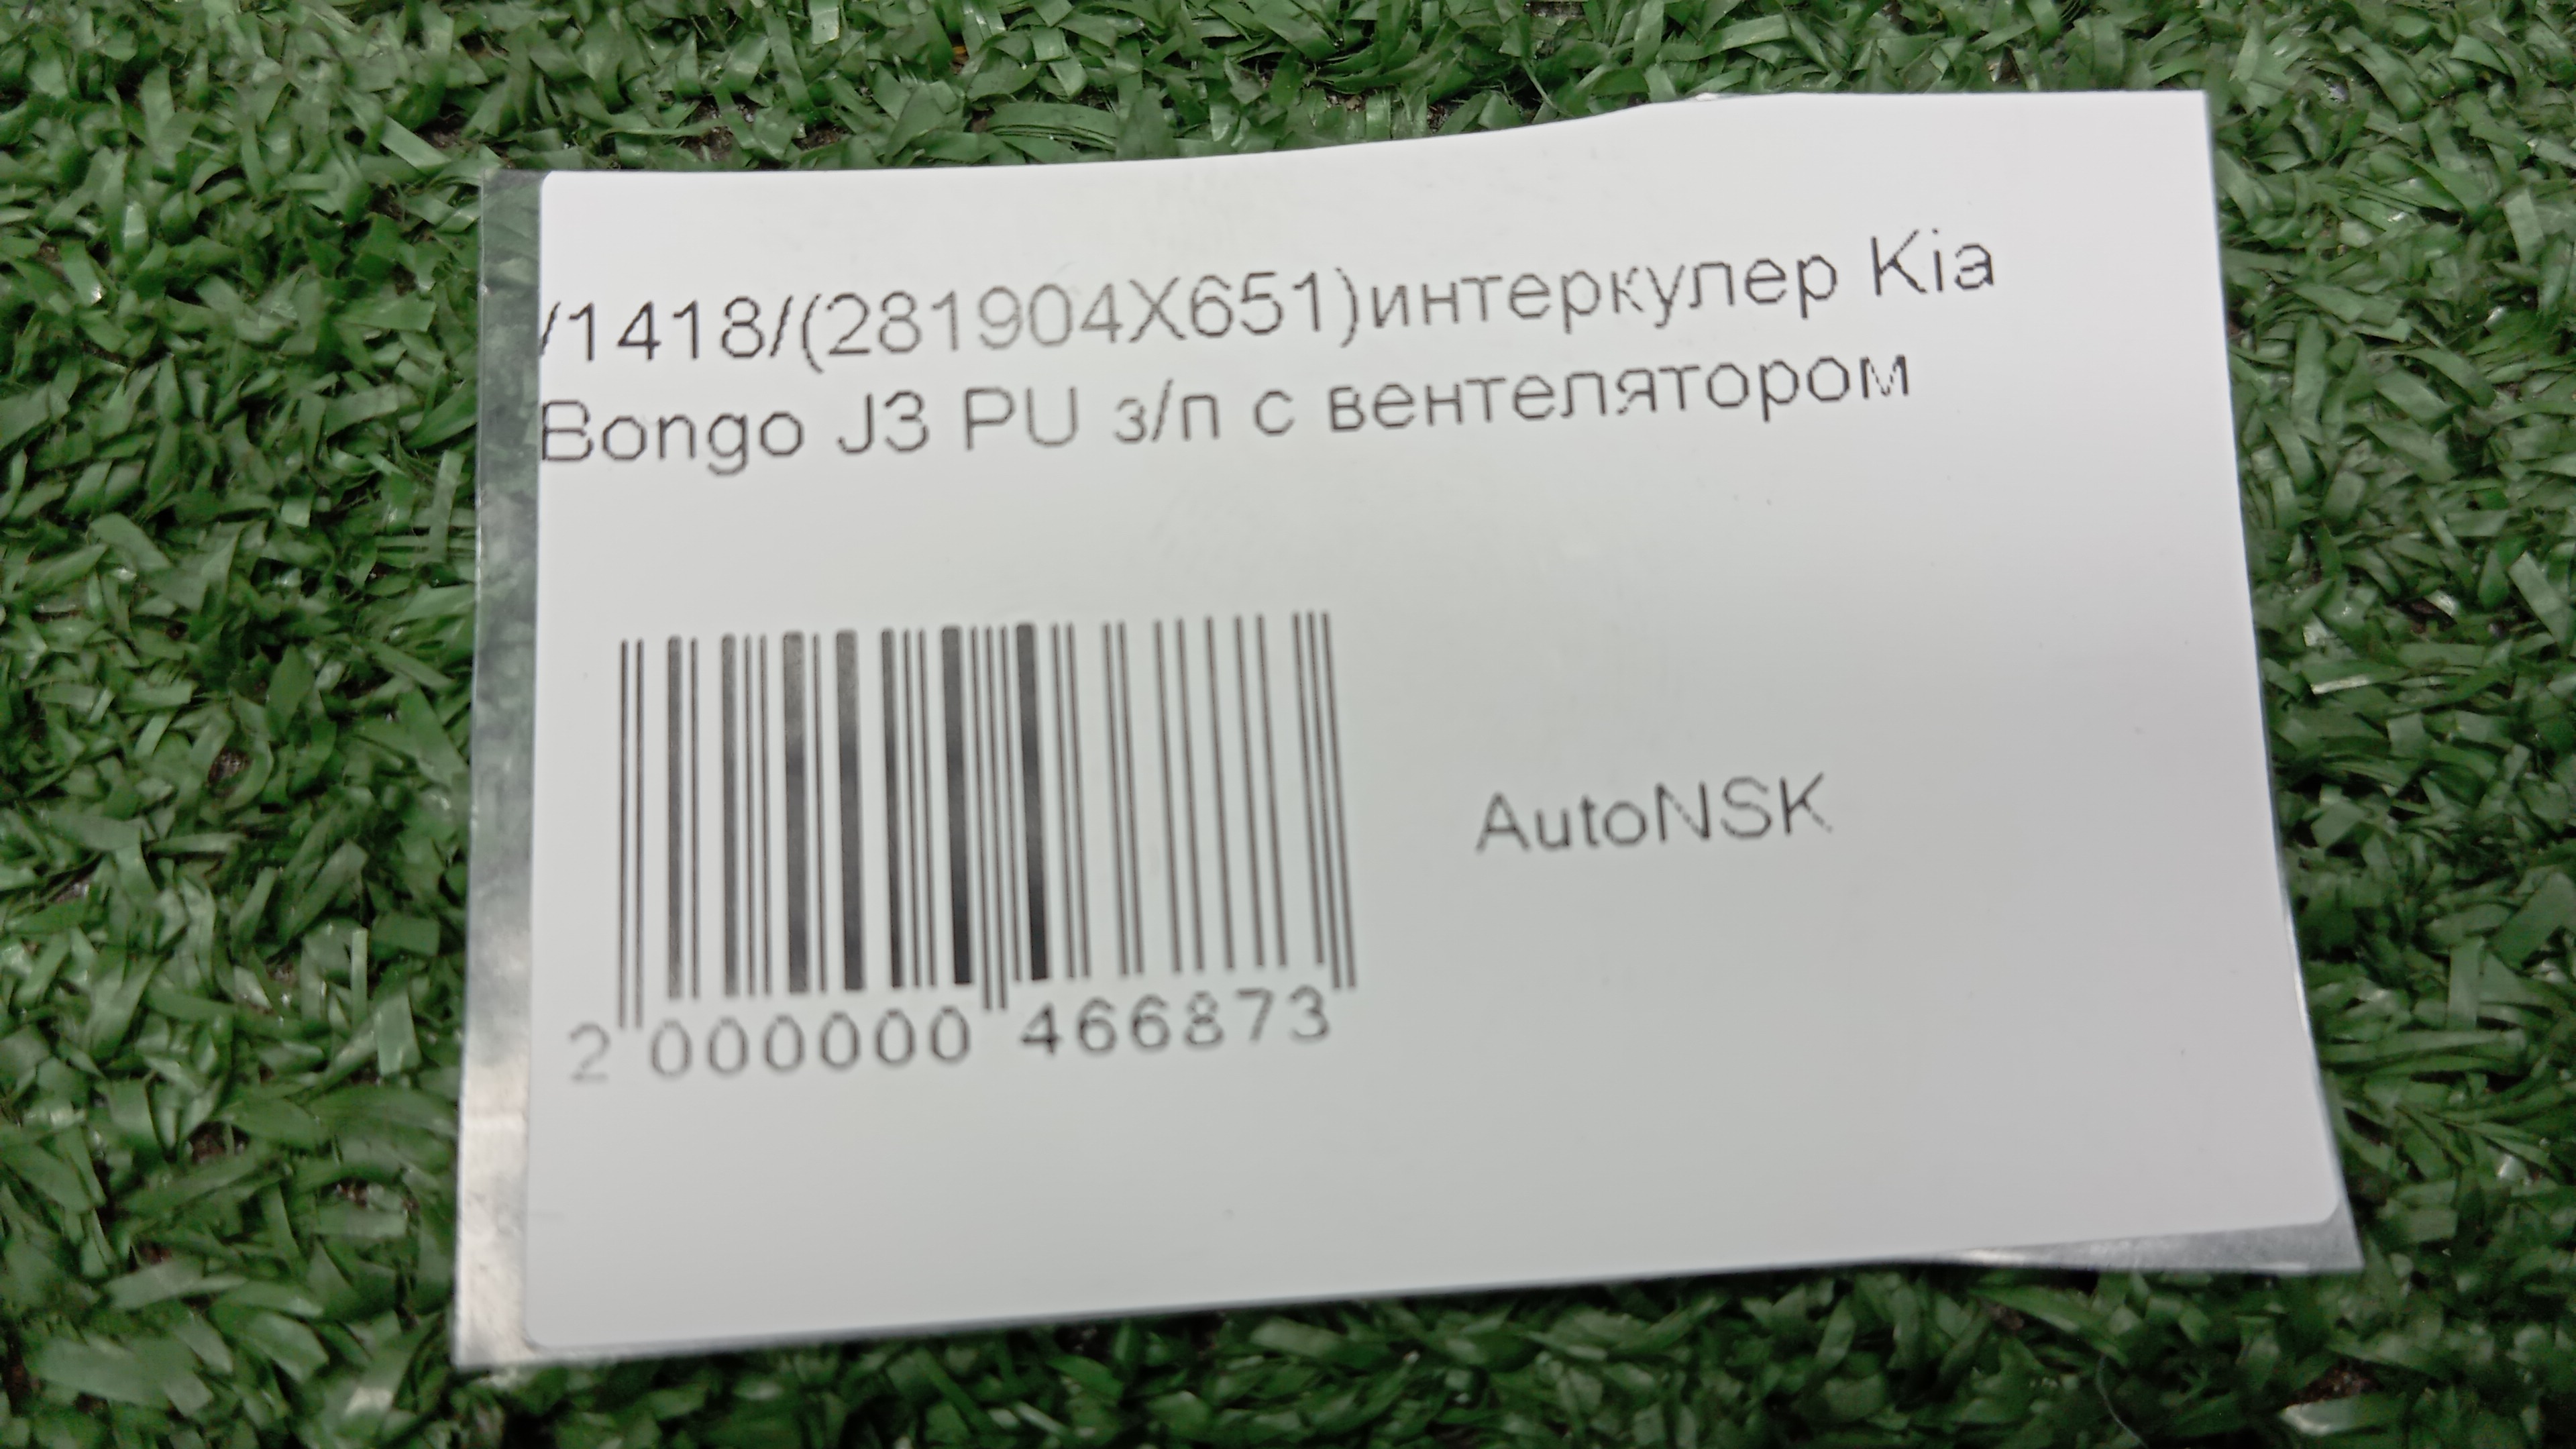 /1418/(281904X651)интеркулер Kia
Bongo J3 PU з/п с вентелятором
AutoNSK
2 000000 466873